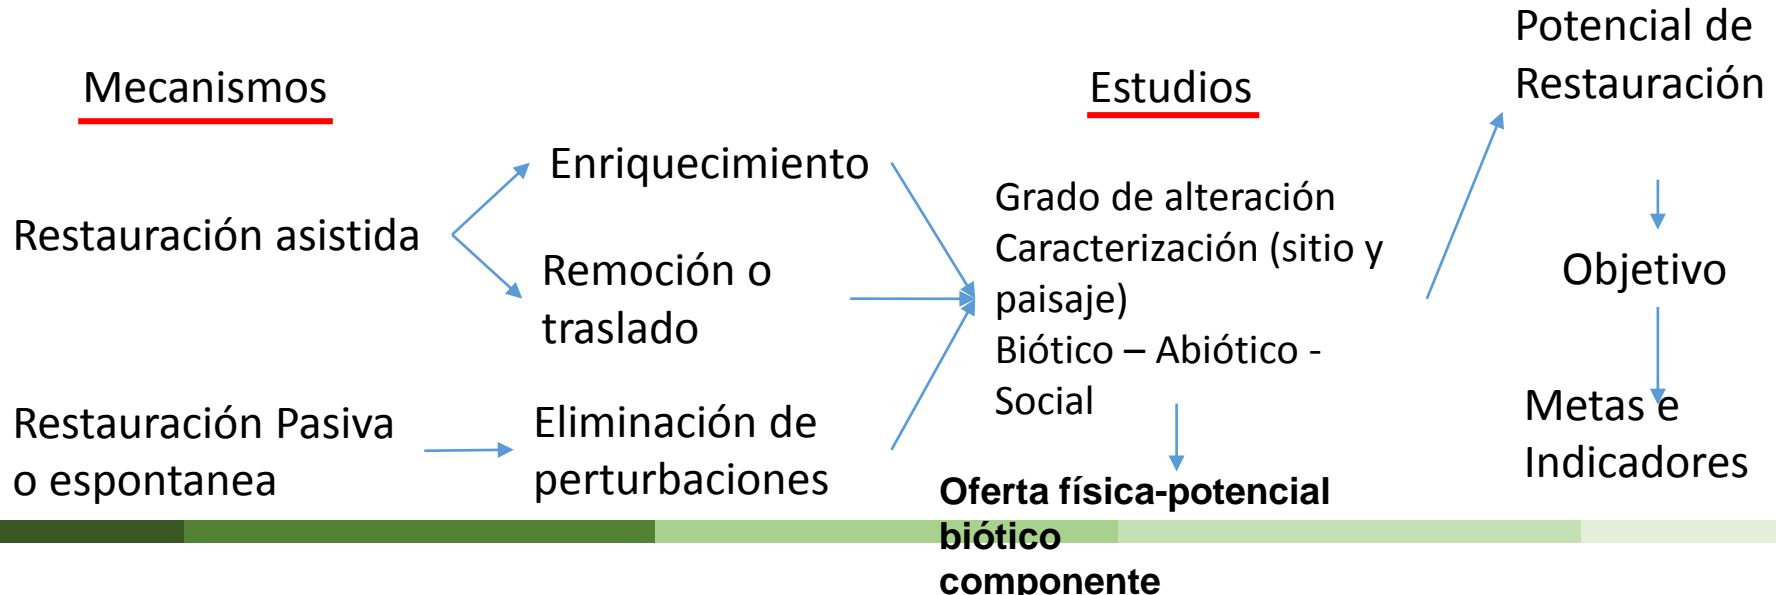 Mecanismos
Restauración asistida
Restauración Pasiva
o espontanea
Enriquecimiento
Remoción o
traslado
Eliminación de
perturbaciones
Estudios
Grado de alteración
Caracterización (sitio y
paisaje)
Biótico – Abiótico -
Social
Oferta física-potencial
biótico
componente
Potencial de
Restauración
Objetivo
Metas e
Indicadores